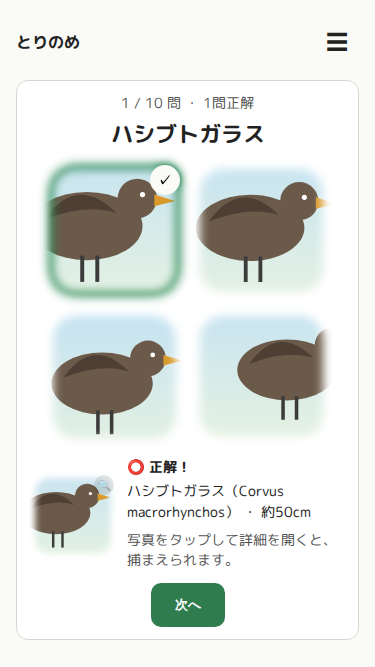 とりのめ
1 / 10 問 ・ 1問正解
ハシブトガラス
✓
⭕ 正解！
ハシブトガラス（Corvus
macrorhynchos） ・ 約50cm
写真をタップして詳細を開くと、
捕まえられます。
次へ